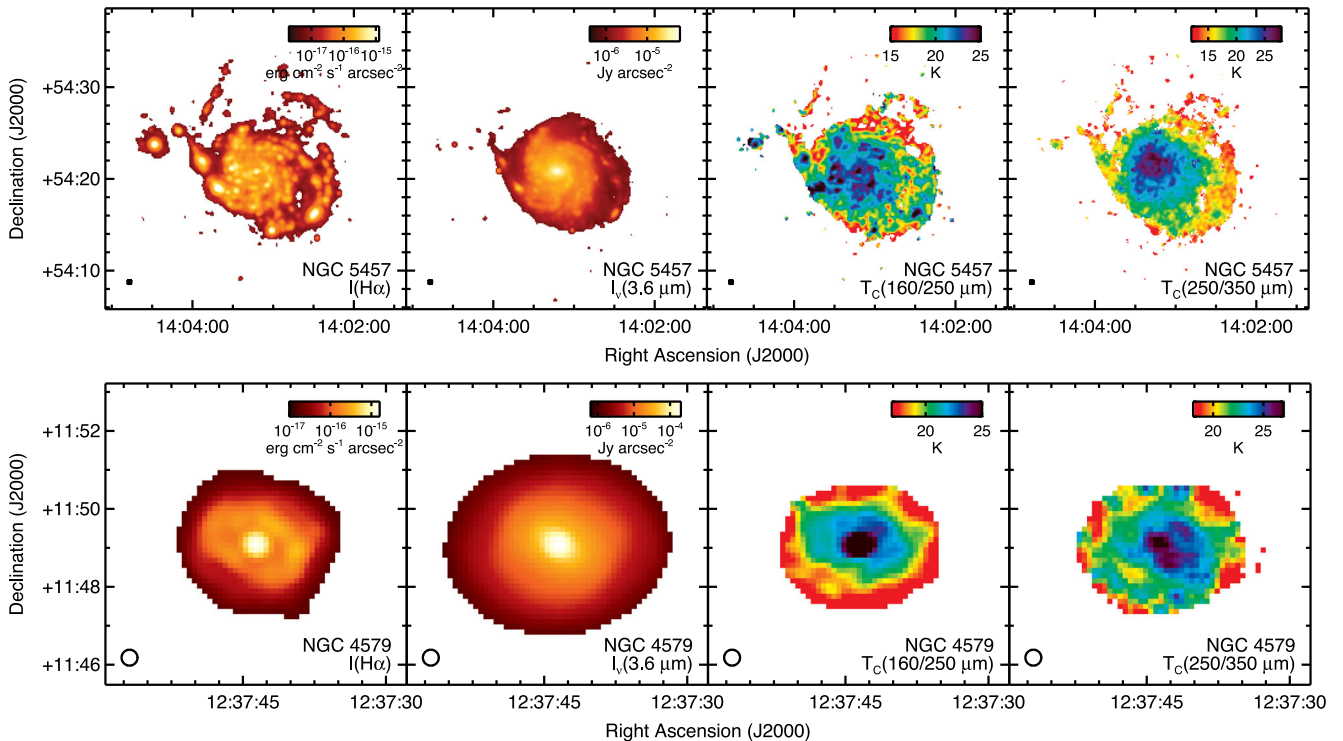 10⁻¹⁷ 10⁻¹⁶ 10⁻¹⁵
erg cm⁻² s⁻¹ arcsec⁻²
10⁻⁶ 10⁻⁵
Jy arcsec⁻²
15 20 25
K
15 20 25
K
+54:30
+54:20
+54:10
Declination (J2000)
NGC 5457
I(Hα)
NGC 5457
Iᵥ(3.6 μm)
NGC 5457
T_C(160/250 μm)
NGC 5457
T_C(250/350 μm)
14:04:00 14:02:00 14:04:00 14:02:00 14:04:00 14:02:00 14:04:00 14:02:00
Right Ascension (J2000)
10⁻¹⁷ 10⁻¹⁶ 10⁻¹⁵
erg cm⁻² s⁻¹ arcsec⁻²
10⁻⁶ 10⁻⁵ 10⁻⁴
Jy arcsec⁻²
20 25
K
20 25
K
+11:52
+11:50
+11:48
+11:46
Declination (J2000)
NGC 4579
I(Hα)
NGC 4579
Iᵥ(3.6 μm)
NGC 4579
T_C(160/250 μm)
NGC 4579
T_C(250/350 μm)
12:37:45 12:37:30 12:37:45 12:37:30 12:37:45 12:37:30 12:37:45 12:37:30
Right Ascension (J2000)